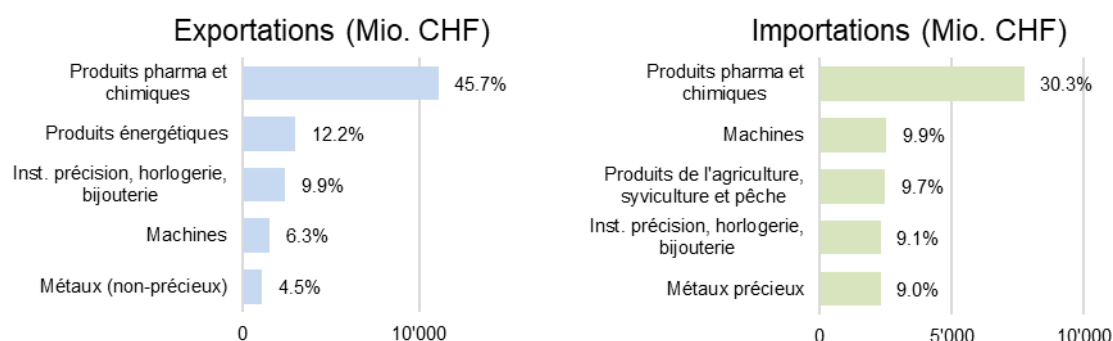 Exportations (Mio. CHF)
Produits pharma et
chimiques
45.7%
Produits énergétiques
12.2%
Inst. précision, horlogerie,
bijouterie
9.9%
Machines
6.3%
Métaux (non-précieux)
4.5%
0
10'000
Importations (Mio. CHF)
Produits pharma et
chimiques
30.3%
Machines
9.9%
Produits de l'agriculture,
syviculture et pêche
9.7%
Inst. précision, horlogerie,
bijouterie
9.1%
Métaux précieux
9.0%
0
5'000
10'000